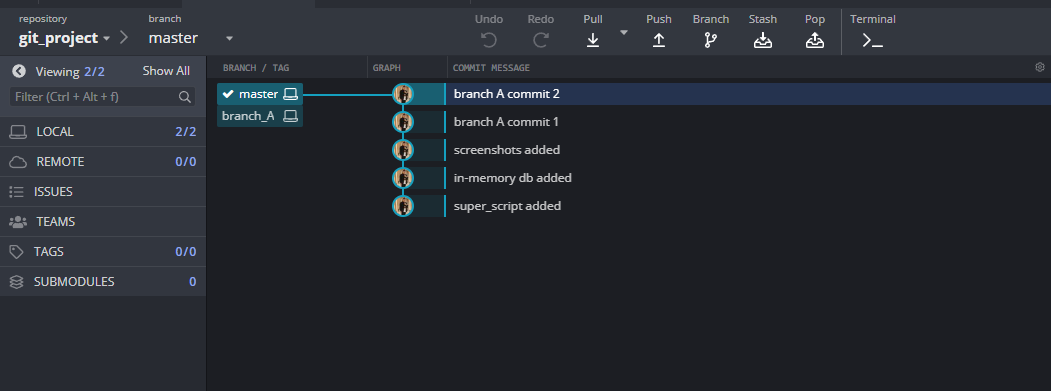 repository
branch
git_project
master
Undo
Redo
Pull
Push
Branch
Stash
Pop
Terminal
Viewing 2/2
Show All
Filter (Ctrl + Alt + f)
LOCAL 2/2
REMOTE 0/0
ISSUES
TEAMS
TAGS 0/0
SUBMODULES 0
BRANCH / TAG
GRAPH
COMMIT MESSAGE
master
branch A commit 2
branch_A
branch A commit 1
screenshots added
in-memory db added
super_script added